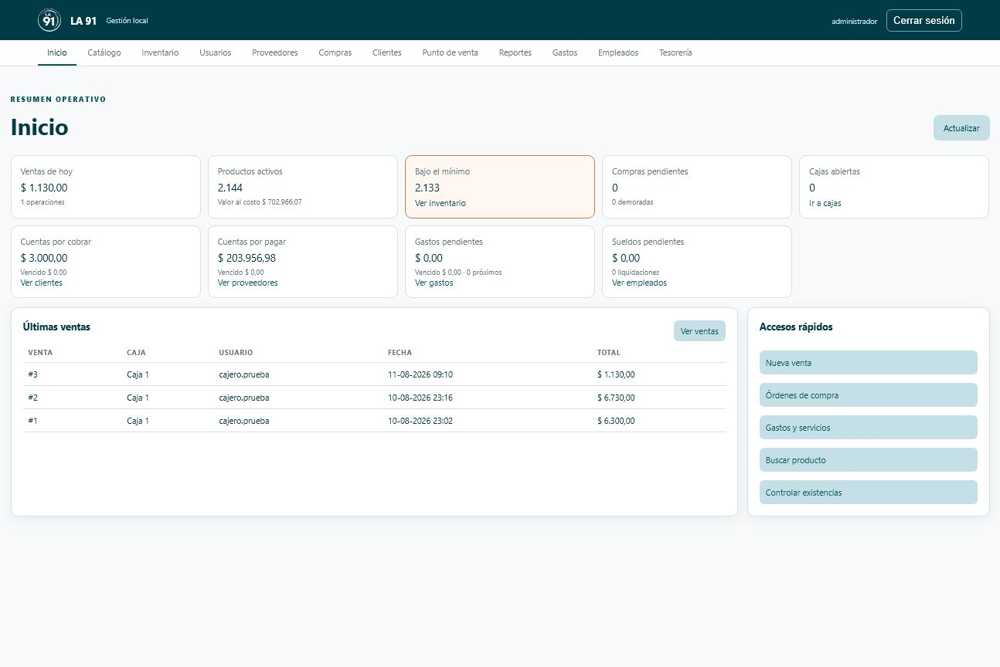 LA 91 LA 91 Gestión local administrador Cerrar sesión
Inicio Catálogo Inventario Usuarios Proveedores Compras Clientes Punto de venta Reportes Gastos Empleados Tesorería
RESUMEN OPERATIVO
Inicio Actualizar
Ventas de hoy
$ 1.130,00
1 operaciones
Productos activos
2.144
Valor al costo $ 702.966,07
Bajo el mínimo
2.133
Ver inventario
Compras pendientes
0
0 demoradas
Cajas abiertas
0
Ir a cajas
Cuentas por cobrar
$ 3.000,00
Vencido $ 0,00
Ver clientes
Cuentas por pagar
$ 203.956,98
Vencido $ 0,00
Ver proveedores
Gastos pendientes
$ 0,00
Vencido $ 0,00 · 0 próximos
Ver gastos
Sueldos pendientes
$ 0,00
0 liquidaciones
Ver empleados
Últimas ventas
Ver ventas
VENTA CAJA USUARIO FECHA TOTAL
#3 Caja 1 cajero.prueba 11-08-2026 09:10 $ 1.130,00
#2 Caja 1 cajero.prueba 10-08-2026 23:16 $ 6.730,00
#1 Caja 1 cajero.prueba 10-08-2026 23:02 $ 6.300,00
Accesos rápidos
Nueva venta
Órdenes de compra
Gastos y servicios
Buscar producto
Controlar existencias